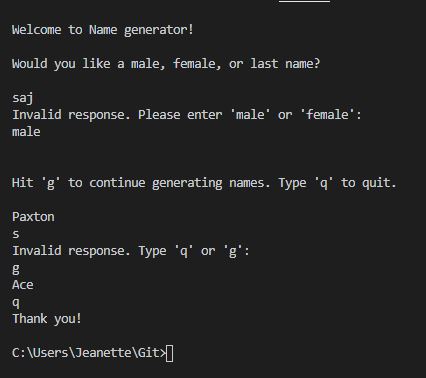 Welcome to Name generator!
Would you like a male, female, or last name?
saj
Invalid response. Please enter 'male' or 'female':
male
Hit 'g' to continue generating names. Type 'q' to quit.
Paxton
s
Invalid response. Type 'q' or 'g':
g
Ace
q
Thank you!
C:\Users\Jeanette\Git>